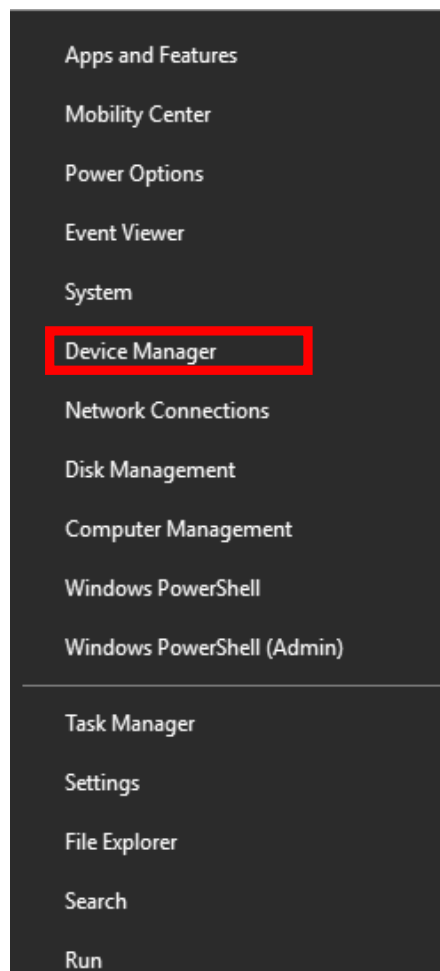 Apps and Features
Mobility Center
Power Options
Event Viewer
System
Device Manager
Network Connections
Disk Management
Computer Management
Windows PowerShell
Windows PowerShell (Admin)
Task Manager
Settings
File Explorer
Search
Run